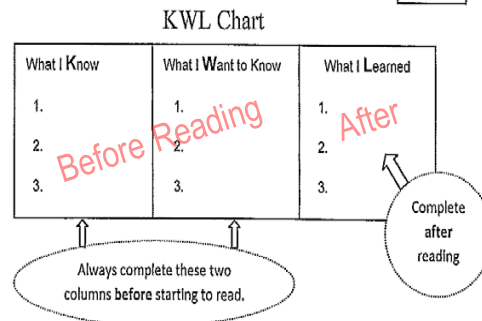 KWL Chart
What I Know
1.
2.
3.
What I Want to Know
1.
2.
3.
What I Learned
1.
2.
3.
Before Reading
After
Always complete these two
columns before starting to read.
Complete
after
reading